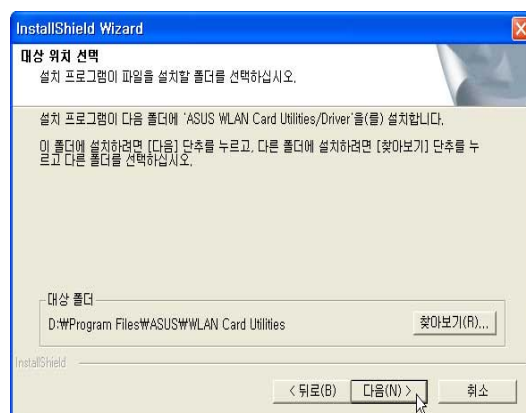 InstallShield Wizard
대상 위치 선택
설치 프로그램이 파일을 설치할 폴더를 선택하십시오.
설치 프로그램이 다음 폴더에 'ASUS WLAN Card Utilities/Driver'을(를) 설치합니다.
이 폴더에 설치하려면 [다음] 단추를 누르고, 다른 폴더에 설치하려면 [찾아보기] 단추를 누
르고 다른 폴더를 선택하십시오.
대상 폴더
D:₩Program Files₩ASUS₩WLAN Card Utilities
찾아보기(R)...
InstallShield
< 뒤로(B)
다음(N) >
취소